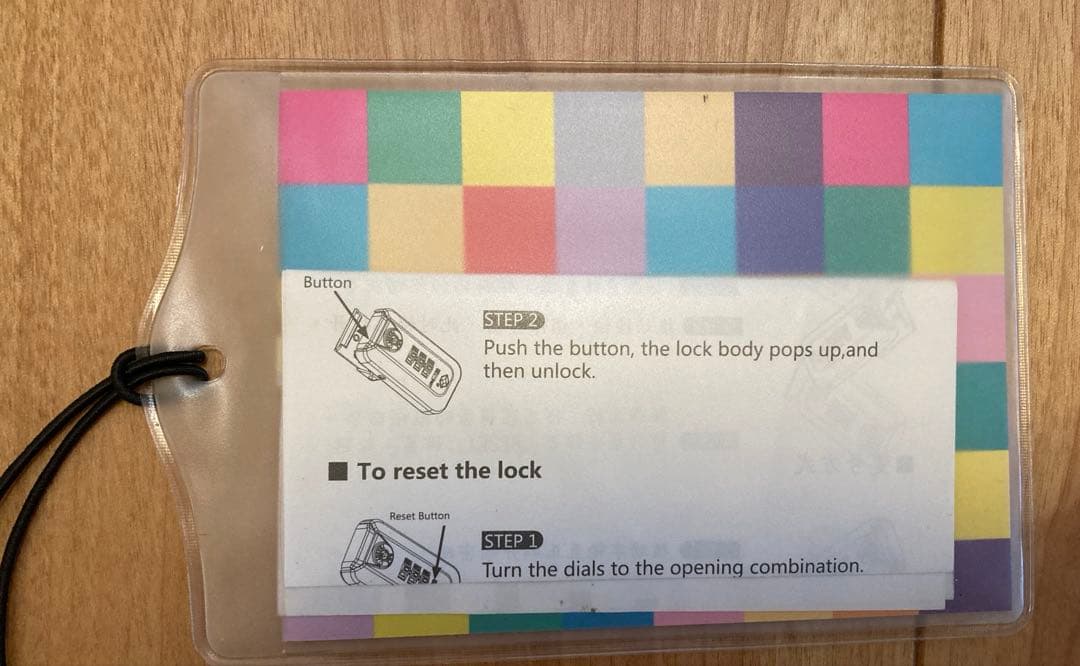 Button
STEP 2
Push the button, the lock body pops up,and
then unlock.
To reset the lock
Reset Button
STEP 1
Turn the dials to the opening combination.